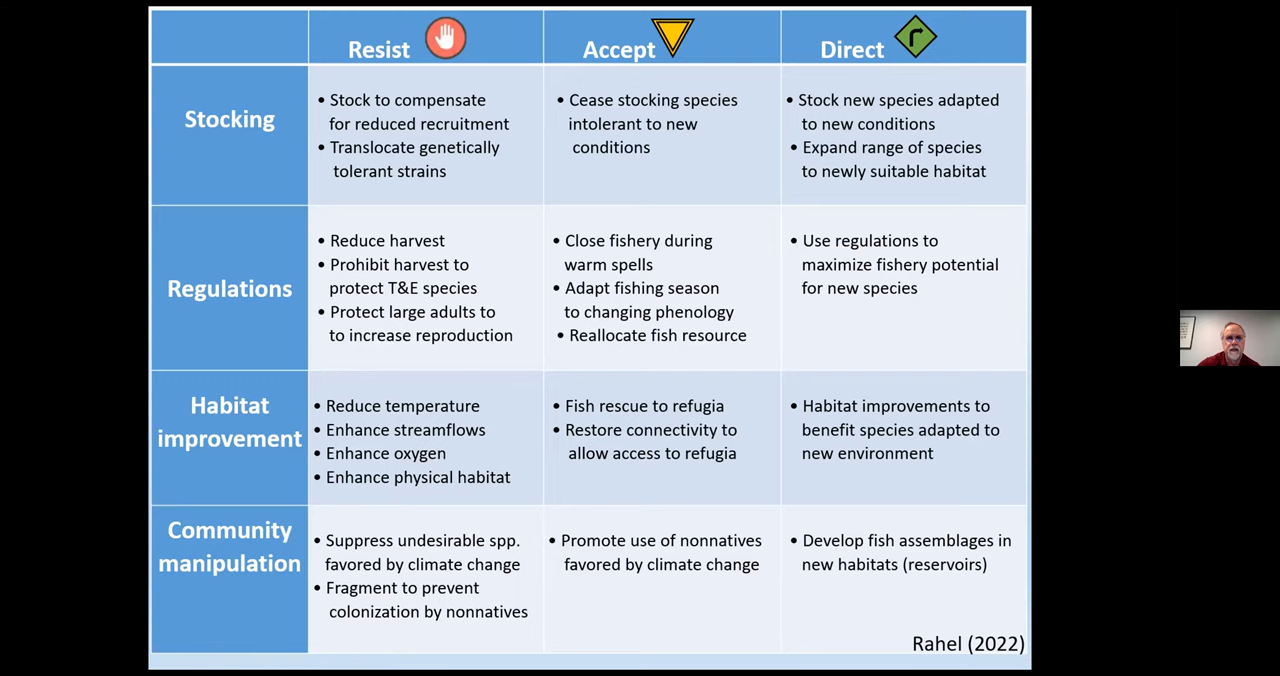 Resist
Accept
Direct
Stocking
• Stock to compensate
for reduced recruitment
• Translocate genetically
tolerant strains
• Cease stocking species
intolerant to new
conditions
• Stock new species adapted
to new conditions
• Expand range of species
to newly suitable habitat
Regulations
• Reduce harvest
• Prohibit harvest to
protect T&E species
• Protect large adults to
to increase reproduction
• Close fishery during
warm spells
• Adapt fishing season
to changing phenology
• Reallocate fish resource
• Use regulations to
maximize fishery potential
for new species
Habitat
improvement
• Reduce temperature
• Enhance streamflows
• Enhance oxygen
• Enhance physical habitat
• Fish rescue to refugia
• Restore connectivity to
allow access to refugia
• Habitat improvements to
benefit species adapted to
new environment
Community
manipulation
• Suppress undesirable spp.
favored by climate change
• Fragment to prevent
colonization by nonnatives
• Promote use of nonnatives
favored by climate change
• Develop fish assemblages in
new habitats (reservoirs)
Rahel (2022)